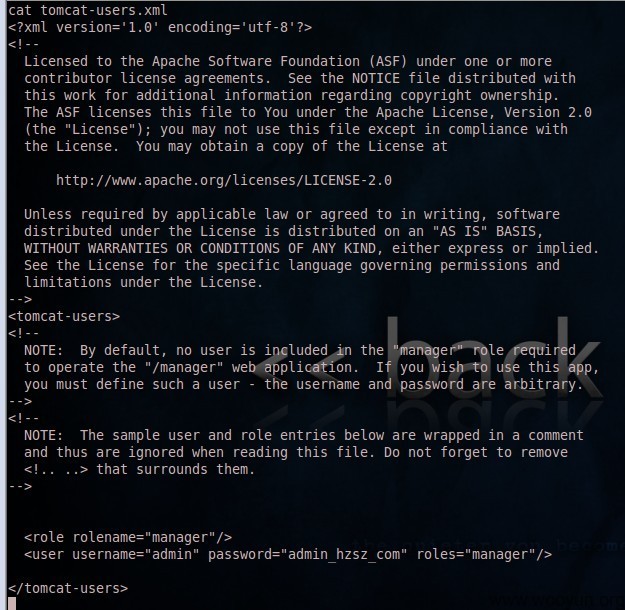 cat tomcat-users.xml
<?xml version='1.0' encoding='utf-8'?>
<!--
  Licensed to the Apache Software Foundation (ASF) under one or more
  contributor license agreements.  See the NOTICE file distributed with
  this work for additional information regarding copyright ownership.
  The ASF licenses this file to You under the Apache License, Version 2.0
  (the "License"); you may not use this file except in compliance with
  the License.  You may obtain a copy of the License at

      http://www.apache.org/licenses/LICENSE-2.0

  Unless required by applicable law or agreed to in writing, software
  distributed under the License is distributed on an "AS IS" BASIS,
  WITHOUT WARRANTIES OR CONDITIONS OF ANY KIND, either express or implied.
  See the License for the specific language governing permissions and
  limitations under the License.
-->
<tomcat-users>
<!--
  NOTE:  By default, no user is included in the "manager" role required
  to operate the "/manager" web application.  If you wish to use this app,
  you must define such a user - the username and password are arbitrary.
-->
<!--
  NOTE:  The sample user and role entries below are wrapped in a comment
  and thus are ignored when reading this file. Do not forget to remove
  <!.. ..> that surrounds them.
-->

  <role rolename="manager"/>
  <user username="admin" password="admin_hzsz_com" roles="manager"/>

</tomcat-users>
<< back